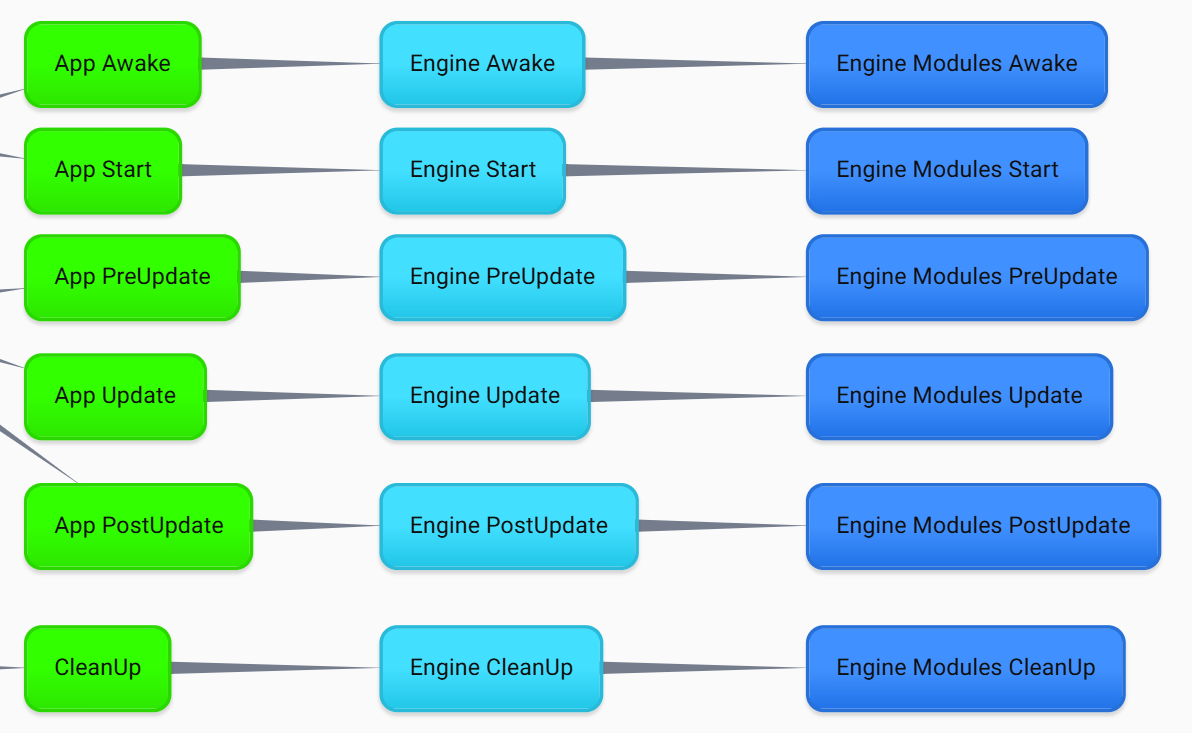 App Awake
Engine Awake
Engine Modules Awake
App Start
Engine Start
Engine Modules Start
App PreUpdate
Engine PreUpdate
Engine Modules PreUpdate
App Update
Engine Update
Engine Modules Update
App PostUpdate
Engine PostUpdate
Engine Modules PostUpdate
CleanUp
Engine CleanUp
Engine Modules CleanUp